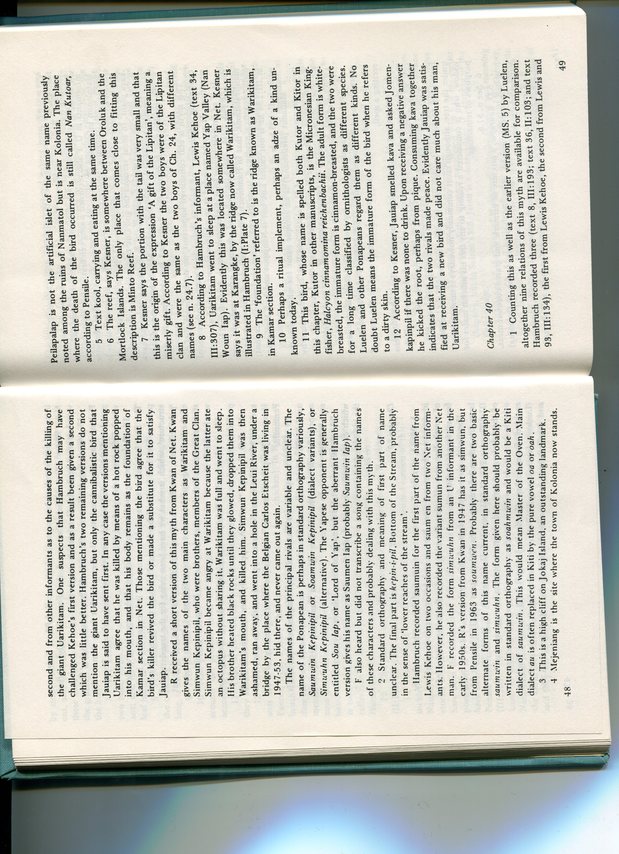 second and from other informants as to the causes of the killing of
the giant Uarikitam. One suspects that Hambruch may have
challenged Kehoe's first version and as a result been given a second
which was little better. Hambruch's two remaining versions do not
mention the giant Uarikitam, but only the cannibalistic bird that
Jauiap is said to have sent first. In any case the versions mentioning
Uarikitam agree that he was killed by means of a hot rock popped
into his mouth, and that his body remains as the foundation of
Kamar section in Net. Those mentioning the bird agree that the
bird's killer revived the bird or made a substitute for it to satisfy
Jauiap.
R received a short version of this myth from Kwan of Net. Kwan
gives the names of the two main characters as Warikitam and
Simwun Kepinipil, who were brothers, members of the Great Clan.
Simwun Kepinipil became angry at Warikitam because the latter ate
an octopus without sharing it. Warikitam was full and went to sleep.
His brother heated black rocks until they glowed, dropped them into
Warikitam's mouth, and killed him. Simwun Kepinipil was then
ashamed, ran away, and went into a hole in the Leui River, under a
bridge by the place where the Belgian Carlos Etscheit was living in
1947-53, hid there, and never came out again.
The names of the principal rivals are variable and unclear. The
name of the Ponapean is perhaps in standard orthography variously,
Saumwin Kepinipil or Soamwin Kepinipil (dialect variants), or
Simwuhn Kepinipil (alternative). The Yapese opponent is generally
entitled Sou Iap, or 'Lord of Yap', but the aberrant Hambruch
version gives his name as Saumen Iap (probably Saumwin Iap).
F also heard but did not transcribe a song containing the names
of these characters and probably dealing with this myth.
2 Standard orthography and meaning of first part of name
unclear. The final part is kepin-i-pil, Bottom of the Stream, probably
in the sense of 'lower reaches of the stream'.
Hambruch recorded saumuin for the first part of the name from
Lewis Kehoe on two occasions and saum en from two Net inform-
ants. However, he also recorded the variant sumun from another Net
man. F recorded the form simwuhn from an U informant in the
early 1950s. R's version from Kwan in 1947 has it as simwun, but
from Pensile in 1963 as soumwen. Probably there are two basic
alternate forms of this name current, in standard orthography
saumwin and simwuhn. The form given here should probably be
written in standard orthography as soahmwin and would be a Kiti
dialect of saumwin. This would mean Master of the Oven. Main
dialect au is often replaced in Kiti by the pure vowel oa or oah.
3 This is a high cliff on Jokaj Island, an outstanding landmark.
4 Mejeniang is the site where the town of Kolonia now stands.
48
Peilapalap is not the artificial islet of the same name previously
noted among the ruins of Nanmatol but is near Kolonia. The place
where the death of the bird occurred is still called Nan Kutoar,
according to Pensile.
5 Text kool, carrying and eating at the same time.
6 The reef, says Kesner, is somewhere between Oroluk and the
Mortlock Islands. The only place that comes close to fitting this
description is Minto Reef.
7 Kesner says the portion with the tail was very small and that
this is the origin of the expression 'A gift of the Lipitan', meaning a
miserly gift. According to Kesner the two boys were of the Lipitan
clan and were the same as the two boys of Ch. 24, with different
names (see n. 24.7).
8 According to Hambruch's informant, Lewis Kehoe (text 34,
III:307), Uarikitam went to sleep at a place named Yap Valley (Nan
Woun Iap). Evidently this was located somewhere in Net. Kesner
says it was at Karangke, by the ridge now called Warikitam, which is
illustrated in Hambruch (I:Plate 7).
9 The 'foundation' referred to is the ridge known as Warikitam,
in Kamar section.
10 Perhaps a ritual implement, perhaps an adze of a kind un-
known today.
11 This bird, whose name is spelled both Kutor and Kitor in
this chapter, Kutor in other manuscripts, is the Micronesian King-
fisher, Halcyon cinnamomina reichenbachii. The adult form is white-
breasted, the immature form is cinnamon-breasted, and the two were
for a long time classified by ornithologists as different species.
Luelen and other Ponapeans regard them as different kinds. No
doubt Luelen means the immature form of the bird when he refers
to a dirty skin.
12 According to Kesner, Jauiap smelled kava and asked Jomen-
kapinpil if there was none to drink. Upon receiving a negative answer
he kicked the root, perhaps from pique. Consuming kava together
indicates that the two rivals made peace. Evidently Jauiap was satis-
fied at receiving a new bird and did not care much about his man,
Uarikitam.
Chapter 40
1 Counting this as well as the earlier version (MS. 5) by Luelen,
altogether nine relations of this myth are available for comparison.
Hambruch recorded three (text 8, III:193; text 36, II:103; and text
93, III:134), the first from Lewis Kehoe, the second from Lewis and
49